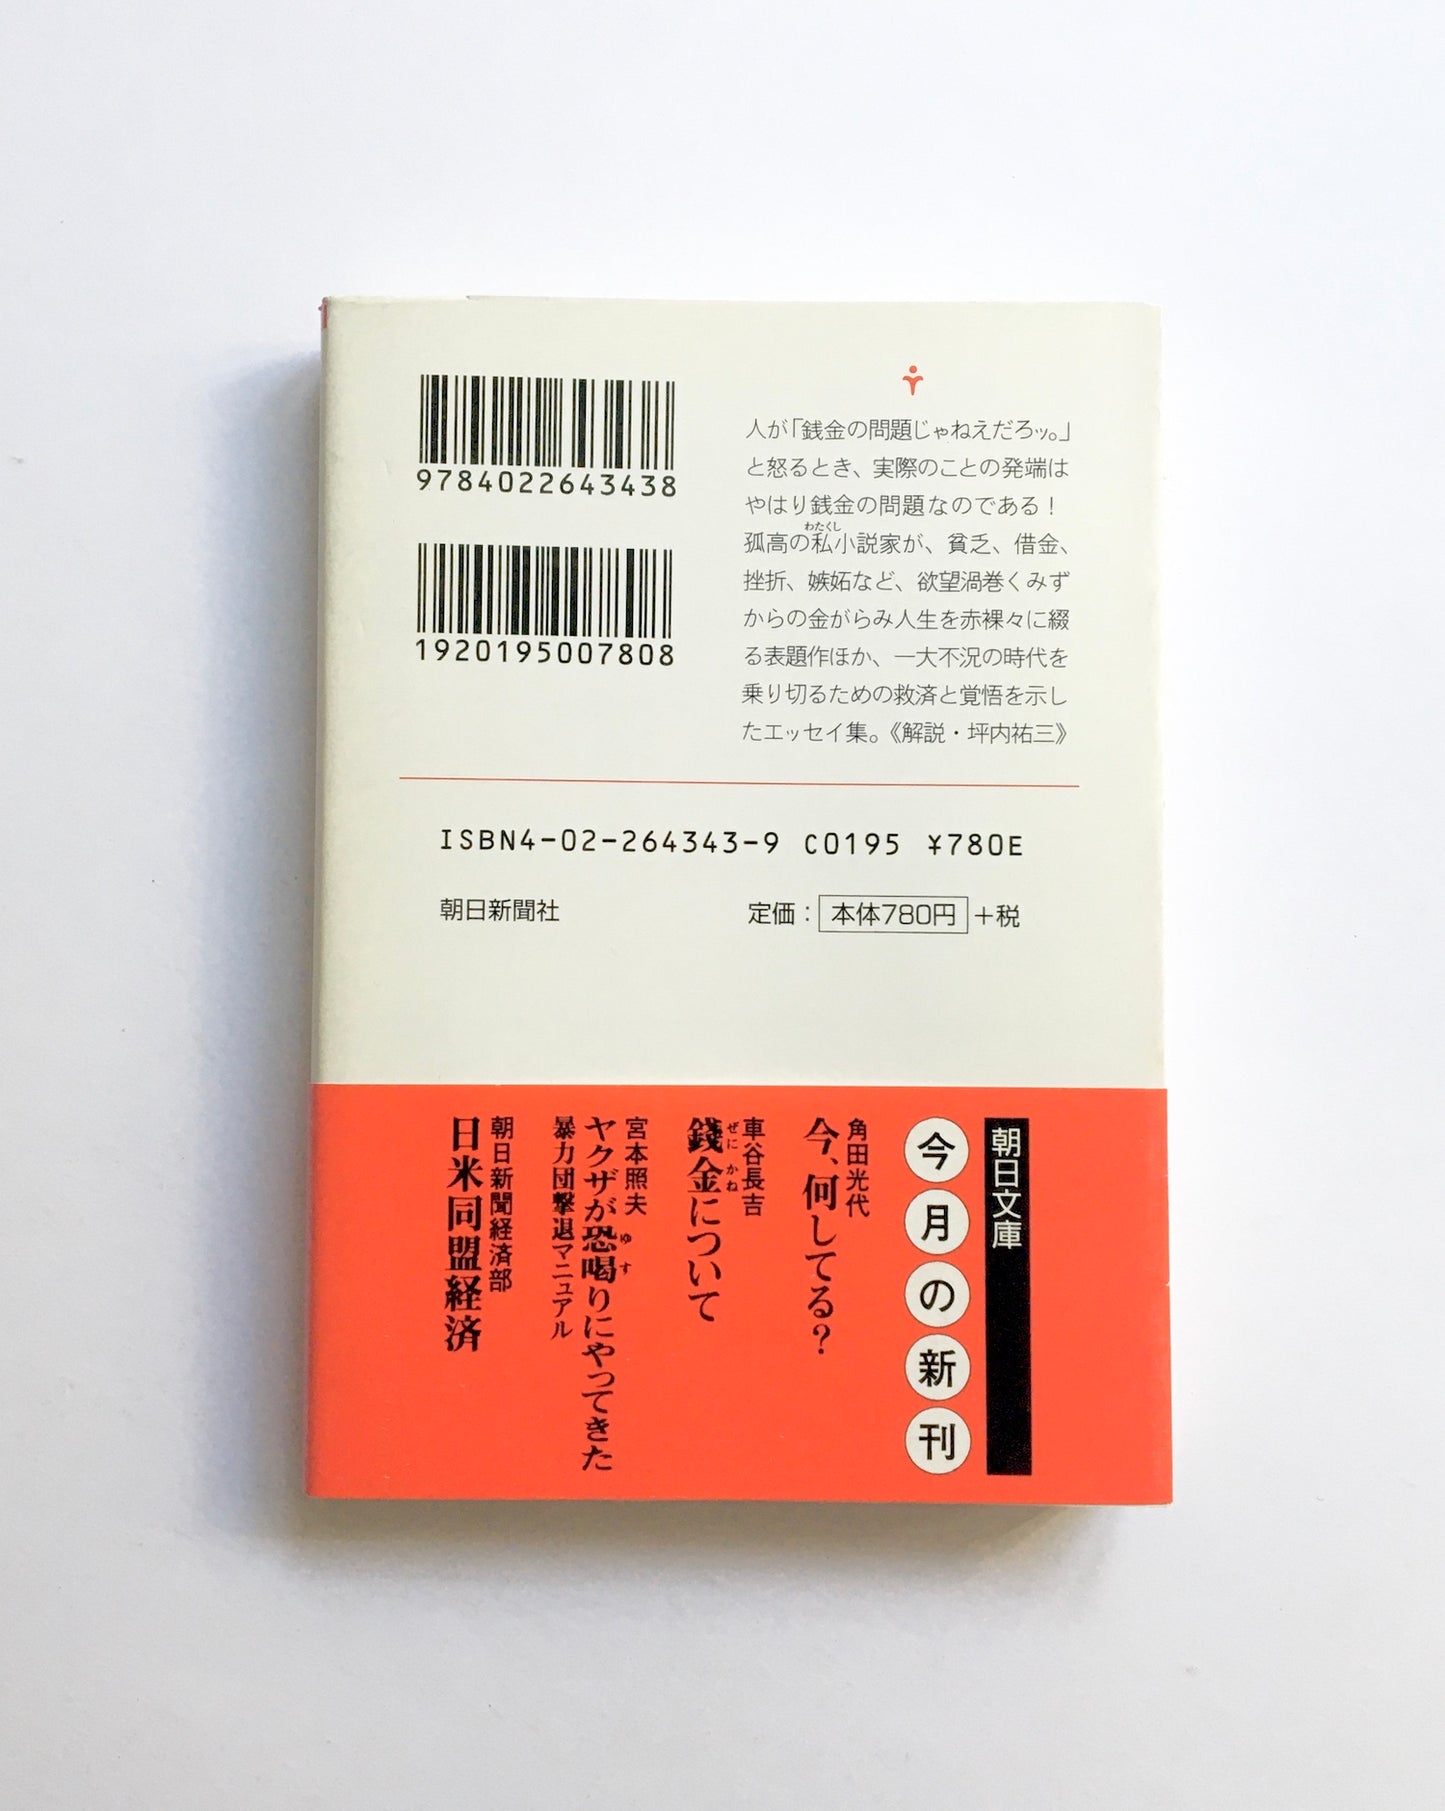 9784022643438
1920195007808
人が「銭金の問題じゃねえだろッ。」
と怒るとき、実際のことの発端は
やはり銭金の問題なのである！
わたくし
孤高の私小説家が、貧乏、借金、
挫折、嫉妬など、欲望渦巻くみず
からの金がらみ人生を赤裸々に綴
る表題作ほか、一大不況の時代を
乗り切るための救済と覚悟を示し
たエッセイ集。《解説・坪内祐三》
ISBN4-02-264343-9 C0195 ¥780E
朝日新聞社
定価：本体780円＋税
朝日文庫
今月の新刊
角田光代
今、何してる？
車谷長吉
ぜに かね
銭金について
宮本照夫
ゆ す
ヤクザが恐喝りにやってきた
暴力団撃退マニュアル
朝日新聞経済部
日米同盟経済